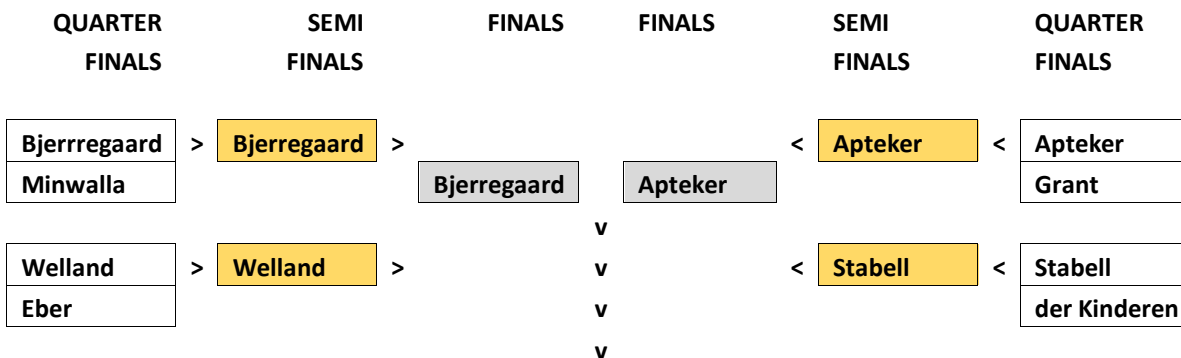 QUARTER SEMI FINALS FINALS SEMI QUARTER
FINALS FINALS FINALS FINALS
Bjerrregaard > Bjerregaard > < Apteker < Apteker
Minwalla Bjerregaard Apteker Grant
v
Welland > Welland > v < Stabell < Stabell
Eber v der Kinderen
v